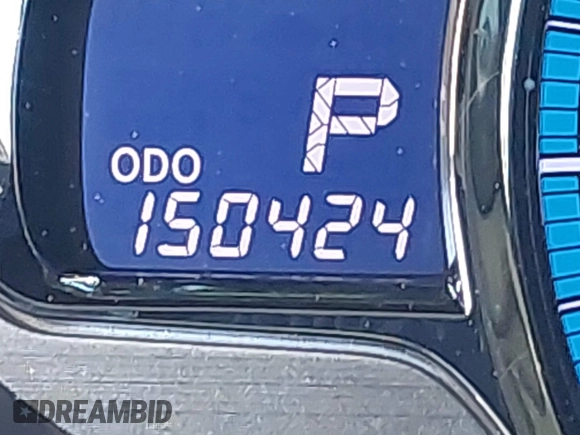 P
ODO
150424
DREAMBID